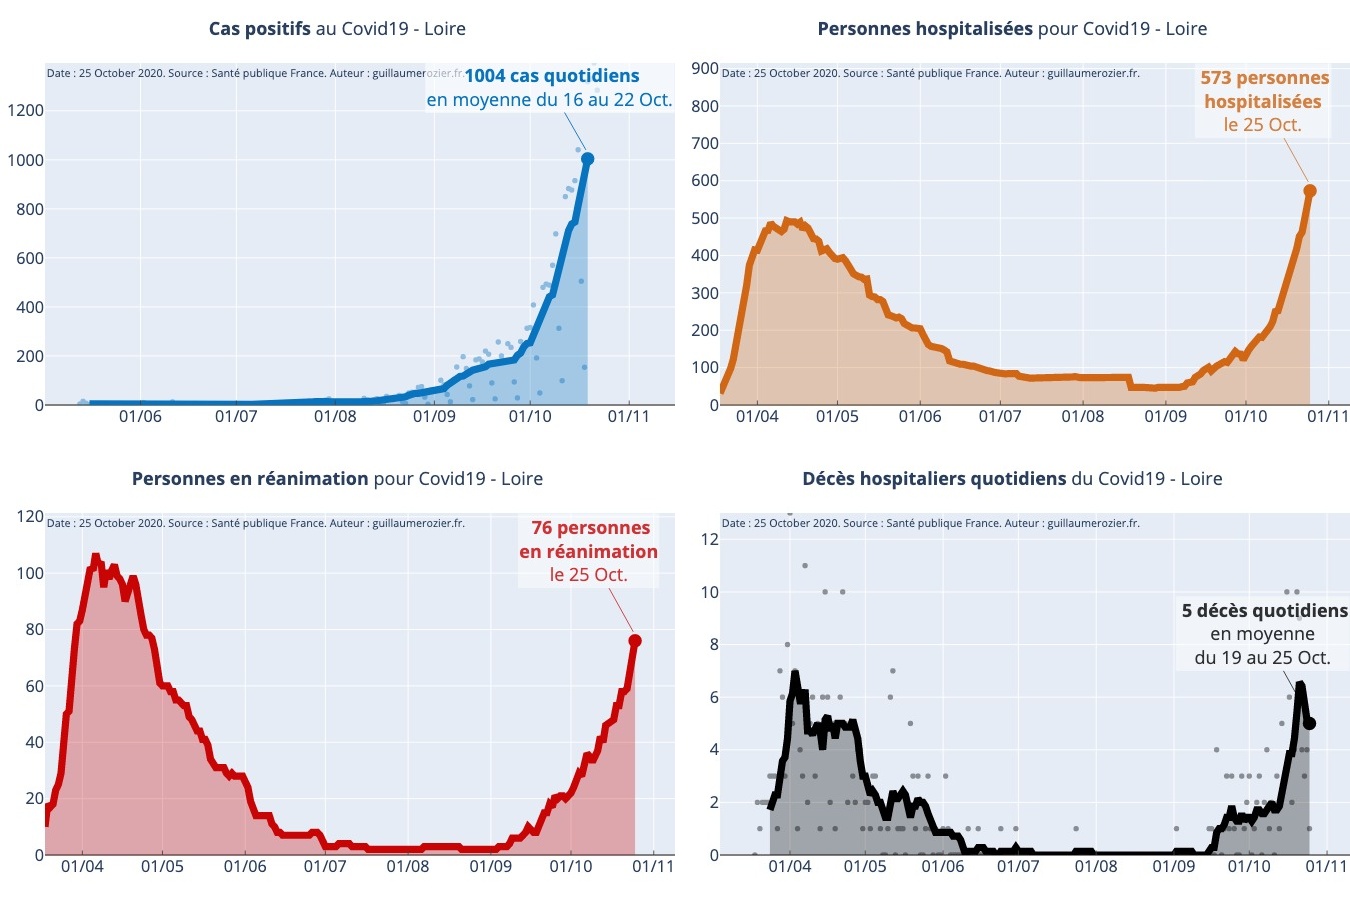 Cas positifs au Covid19 - Loire
Date : 25 October 2020. Source : Santé publique France. Auteur : guillaumerozier.fr.
1004 cas quotidiens
en moyenne du 16 au 22 Oct.
1200
1000
800
600
400
200
0
01/06 01/07 01/08 01/09 01/10 01/11
Personnes hospitalisées pour Covid19 - Loire
Date : 25 October 2020. Source : Santé publique France. Auteur : guillaumerozier.fr.
573 personnes
hospitalisées
le 25 Oct.
900
800
700
600
500
400
300
200
100
0
01/04 01/05 01/06 01/07 01/08 01/09 01/10 01/11
Personnes en réanimation pour Covid19 - Loire
Date : 25 October 2020. Source : Santé publique France. Auteur : guillaumerozier.fr.
76 personnes
en réanimation
le 25 Oct.
120
100
80
60
40
20
0
01/04 01/05 01/06 01/07 01/08 01/09 01/10 01/11
Décès hospitaliers quotidiens du Covid19 - Loire
Date : 25 October 2020. Source : Santé publique France. Auteur : guillaumerozier.fr.
5 décès quotidiens
en moyenne
du 19 au 25 Oct.
12
10
8
6
4
2
0
01/04 01/05 01/06 01/07 01/08 01/09 01/10 01/11